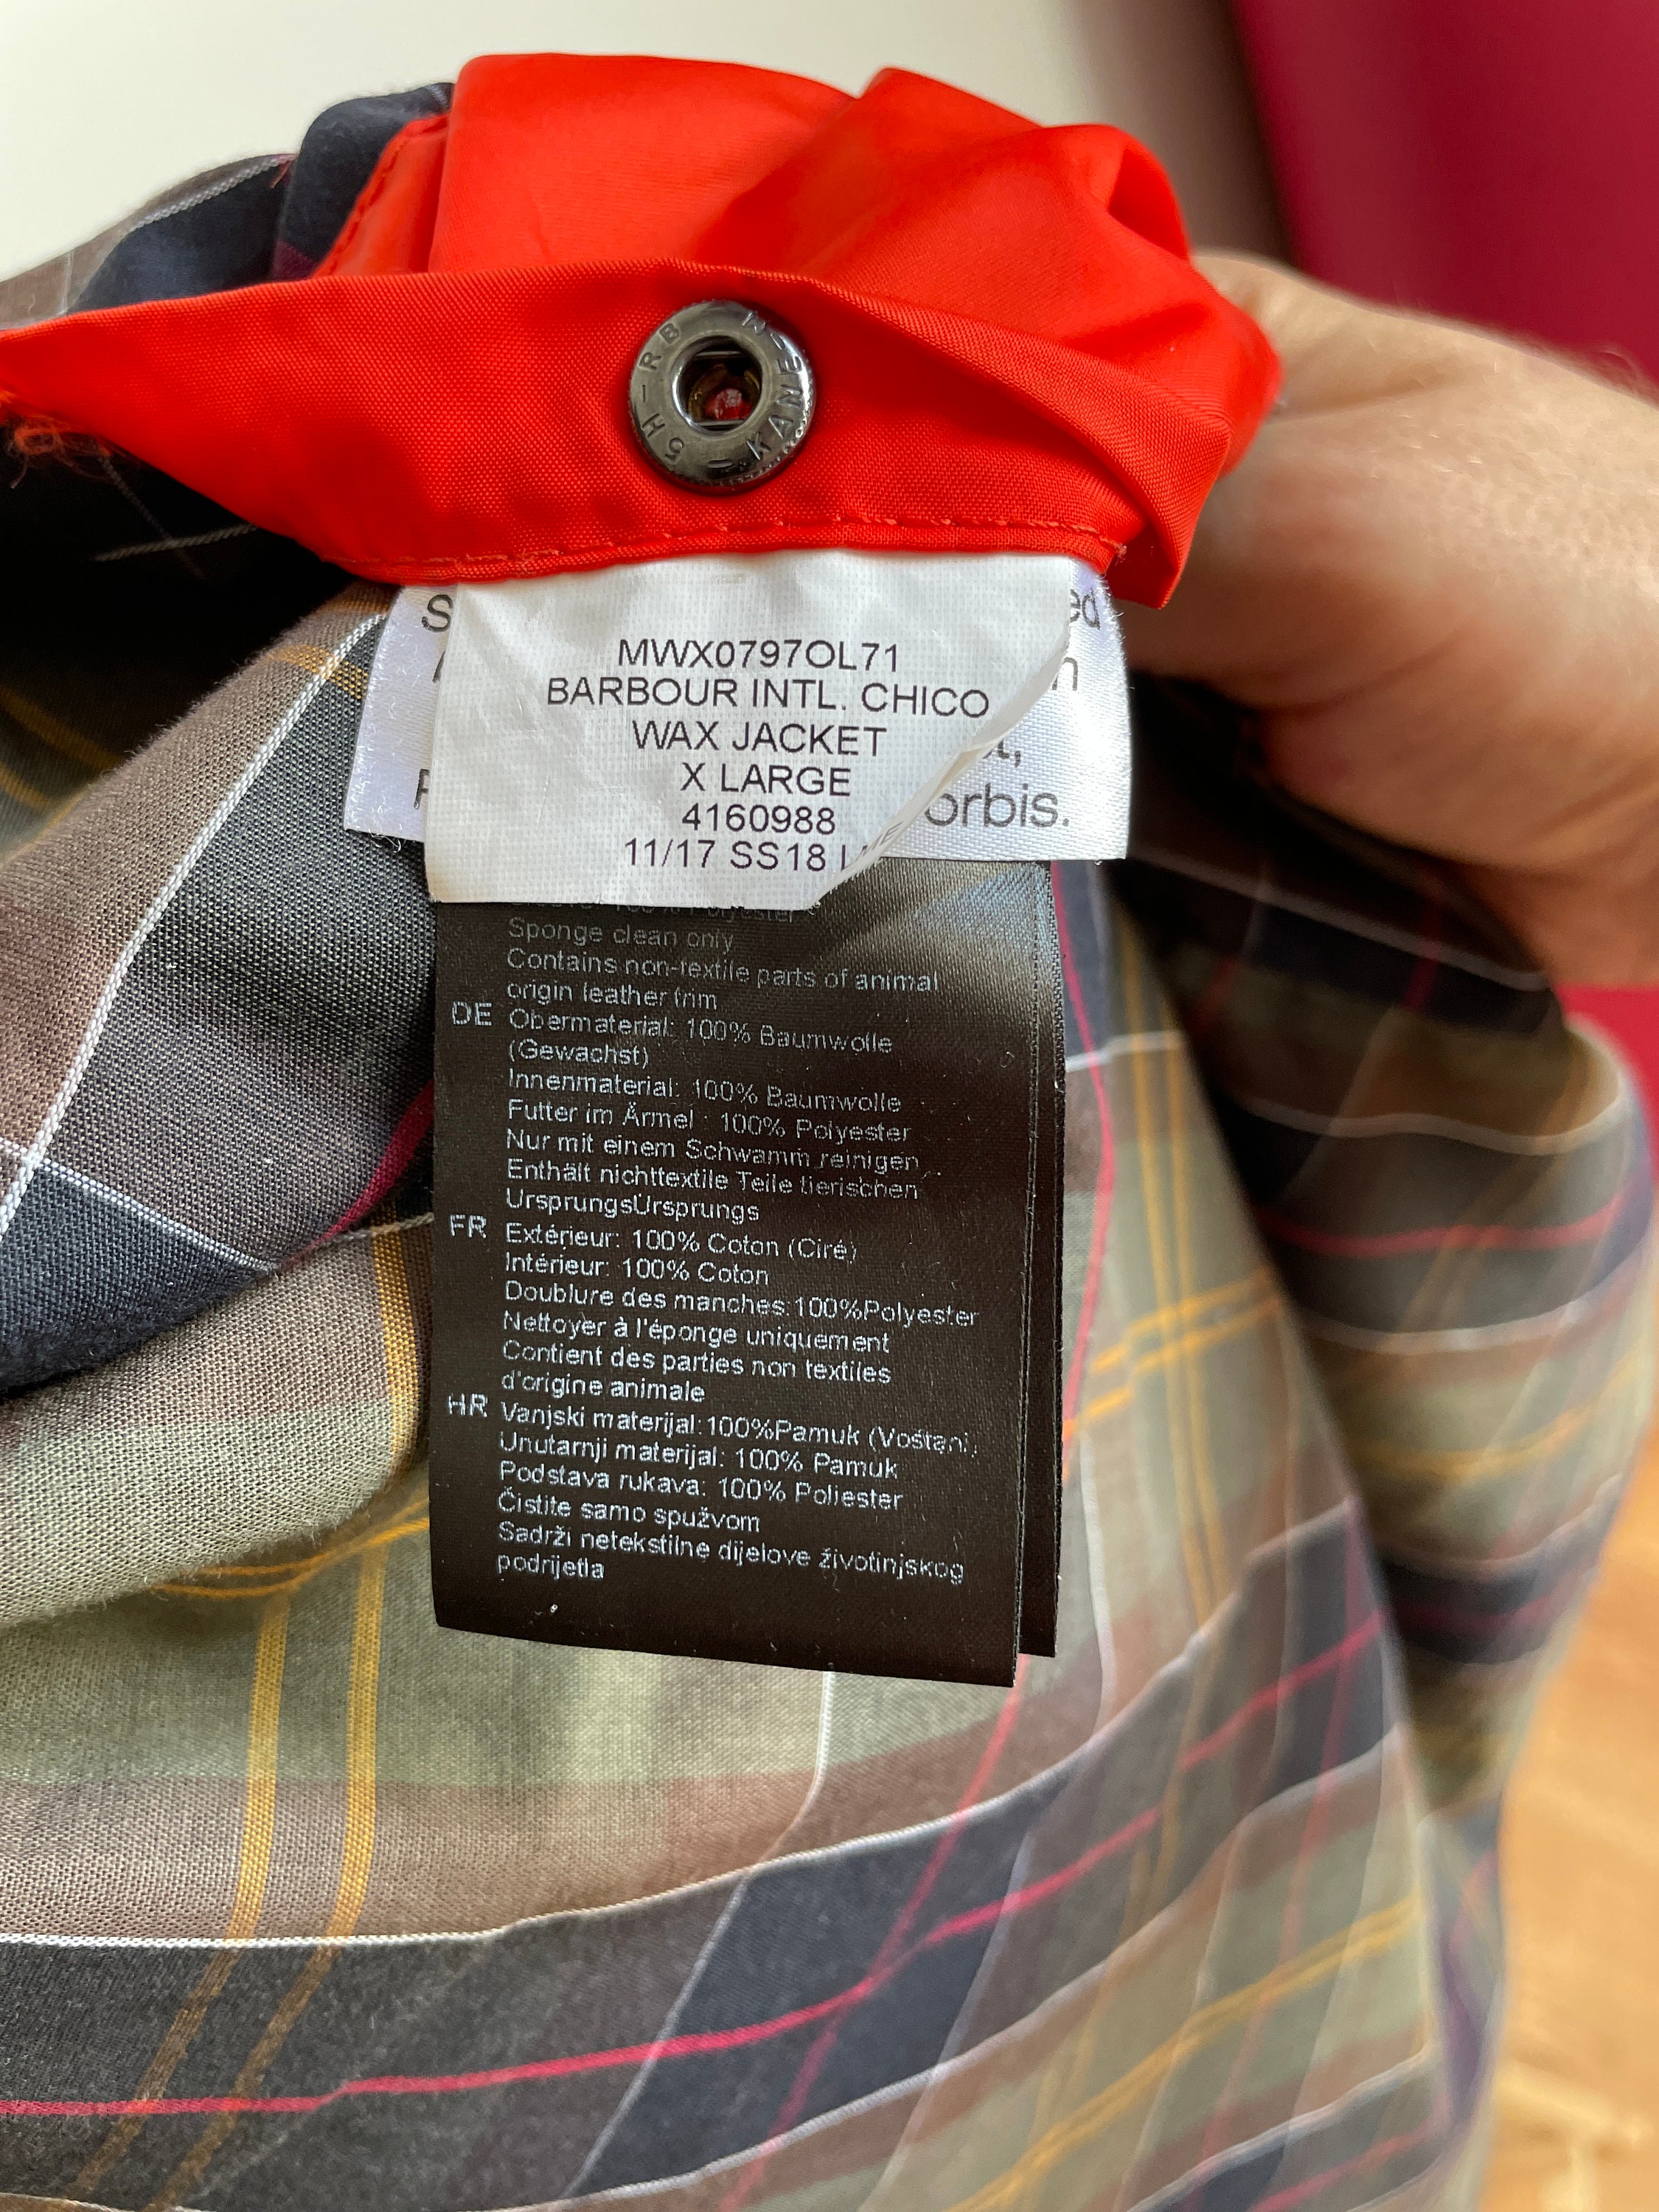 5H-RB W-KANE-
S
ed
n
orbis.
MWX0797OL71
BARBOUR INTL. CHICO
WAX JACKET
X LARGE
4160988
11/17 SS18
100% Polyester
Sponge clean only
Contains non-textile parts of animal
origin leather trim
DE Obermaterial: 100% Baumwolle
(Gewachst)
Innenmaterial: 100% Baumwolle
Futter im Ärmel : 100% Polyester
Nur mit einem Schwamm reinigen
Enthält nichttextile Teile tierischen
UrsprungsUrsprungs
FR Extérieur: 100% Coton (Ciré)
Intérieur: 100% Coton
Doublure des manches:100%Polyester
Nettoyer à l'éponge uniquement
Contient des parties non textiles
d'origine animale
HR Vanjski materijal:100%Pamuk (Voštani)
Unutarnji materijal: 100% Pamuk
Podstava rukava: 100% Poliester
Čistite samo spužvom
Sadrži netekstilne dijelove životinjskog
podrijetla